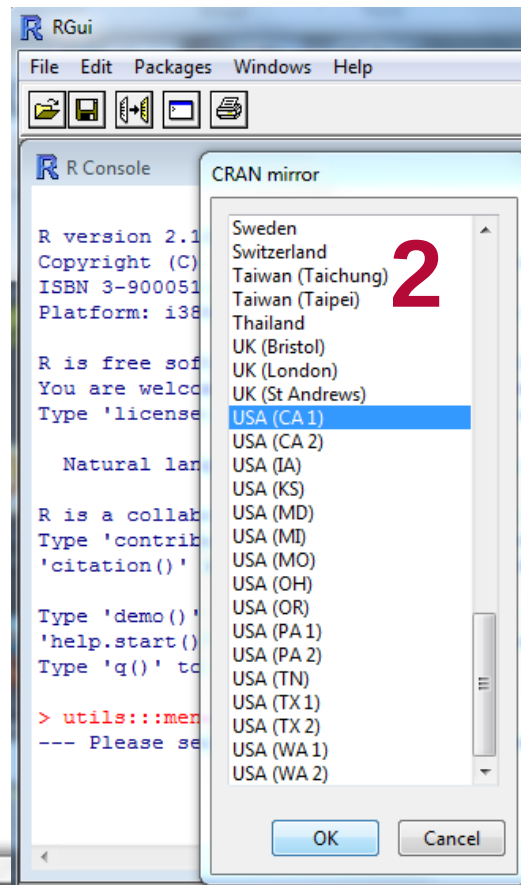 RGui
File Edit Packages Windows Help
R Console
R version 2.1
Copyright (C)
ISBN 3-900051
Platform: i38
R is free sof
You are welco
Type 'license
Natural lan
R is a collab
Type 'contrib
'citation()'
Type 'demo()'
'help.start()
Type 'q()' to
> utils:::men
--- Please se
CRAN mirror
Sweden
Switzerland
Taiwan (Taichung)
Taiwan (Taipei)
Thailand
UK (Bristol)
UK (London)
UK (St Andrews)
USA (CA 1)
USA (CA 2)
USA (IA)
USA (KS)
USA (MD)
USA (MI)
USA (MO)
USA (OH)
USA (OR)
USA (PA 1)
USA (PA 2)
USA (TN)
USA (TX 1)
USA (TX 2)
USA (WA 1)
USA (WA 2)
2
OK Cancel